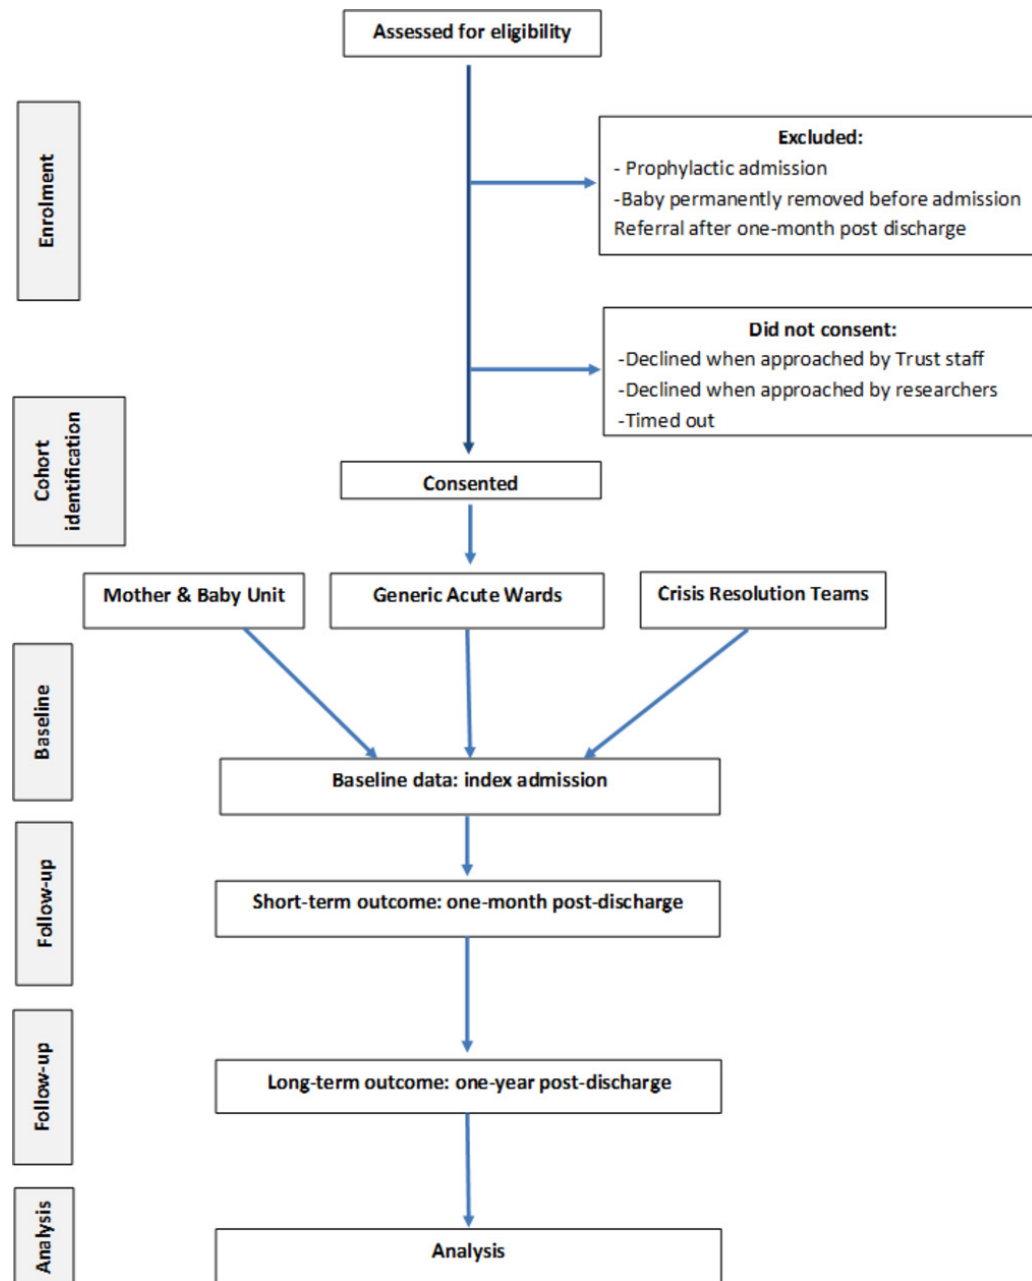 Assessed for eligibility
Enrolment
Excluded:
- Prophylactic admission
-Baby permanently removed before admission
Referral after one-month post discharge
Did not consent:
-Declined when approached by Trust staff
-Declined when approached by researchers
-Timed out
Cohort
identification
Consented
Mother & Baby Unit
Generic Acute Wards
Crisis Resolution Teams
Baseline
Baseline data: index admission
Follow-up
Short-term outcome: one-month post-discharge
Follow-up
Long-term outcome: one-year post-discharge
Analysis
Analysis